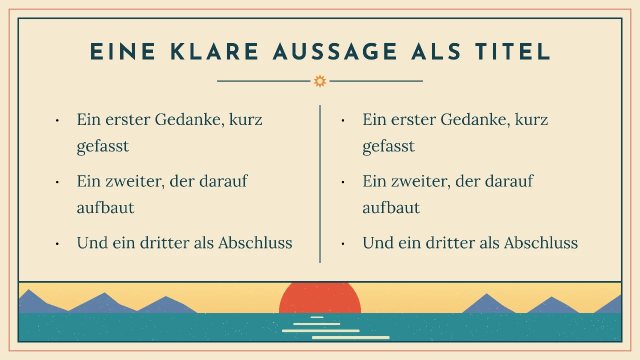 EINE KLARE AUSSAGE ALS TITEL
· Ein erster Gedanke, kurz
gefasst
· Ein zweiter, der darauf
aufbaut
· Und ein dritter als Abschluss
· Ein erster Gedanke, kurz
gefasst
· Ein zweiter, der darauf
aufbaut
· Und ein dritter als Abschluss